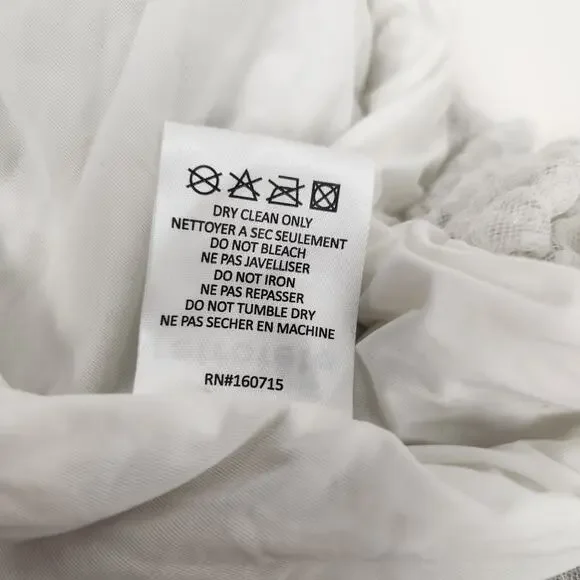 DRY CLEAN ONLY
NETTOYER A SEC SEULEMENT
DO NOT BLEACH
NE PAS JAVELLISER
DO NOT IRON
NE PAS REPASSER
DO NOT TUMBLE DRY
NE PAS SECHER EN MACHINE
RN#160715